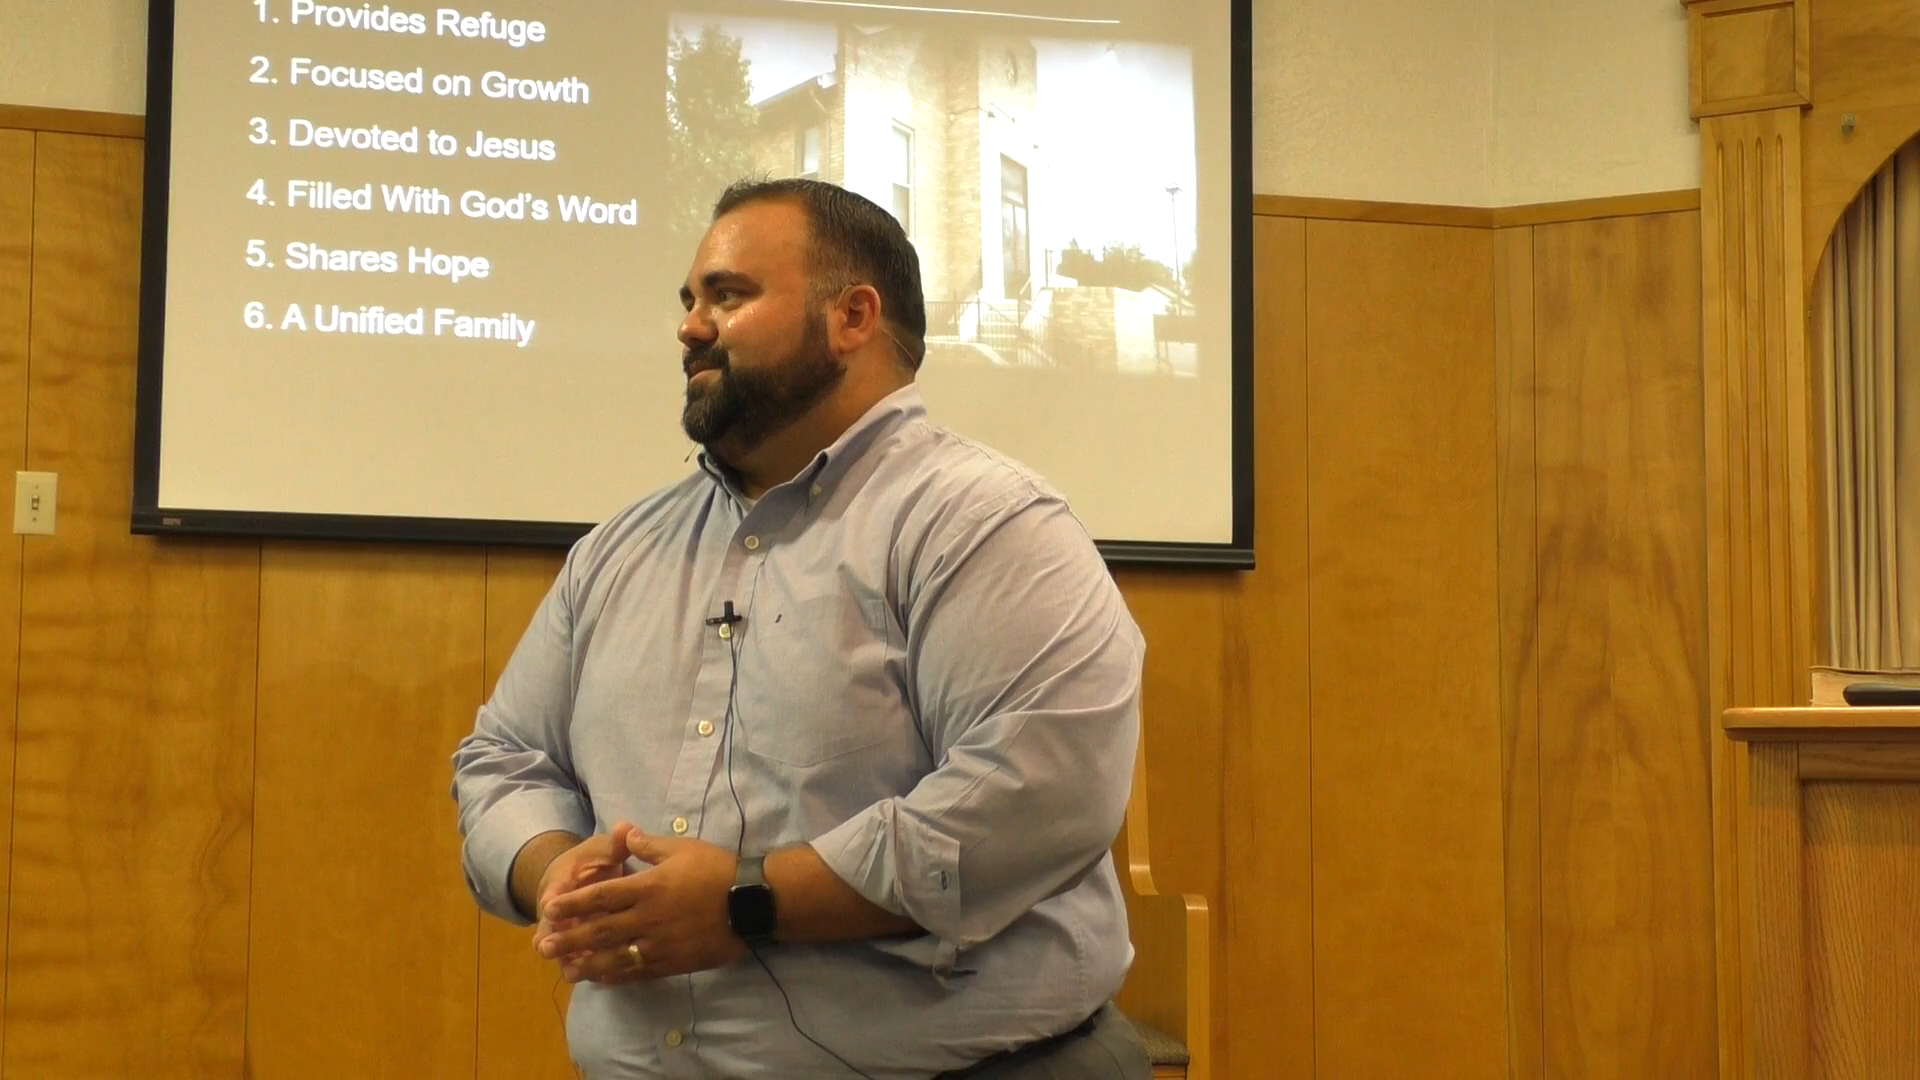 1. Provides Refuge
2. Focused on Growth
3. Devoted to Jesus
4. Filled With God's Word
5. Shares Hope
6. A Unified Family